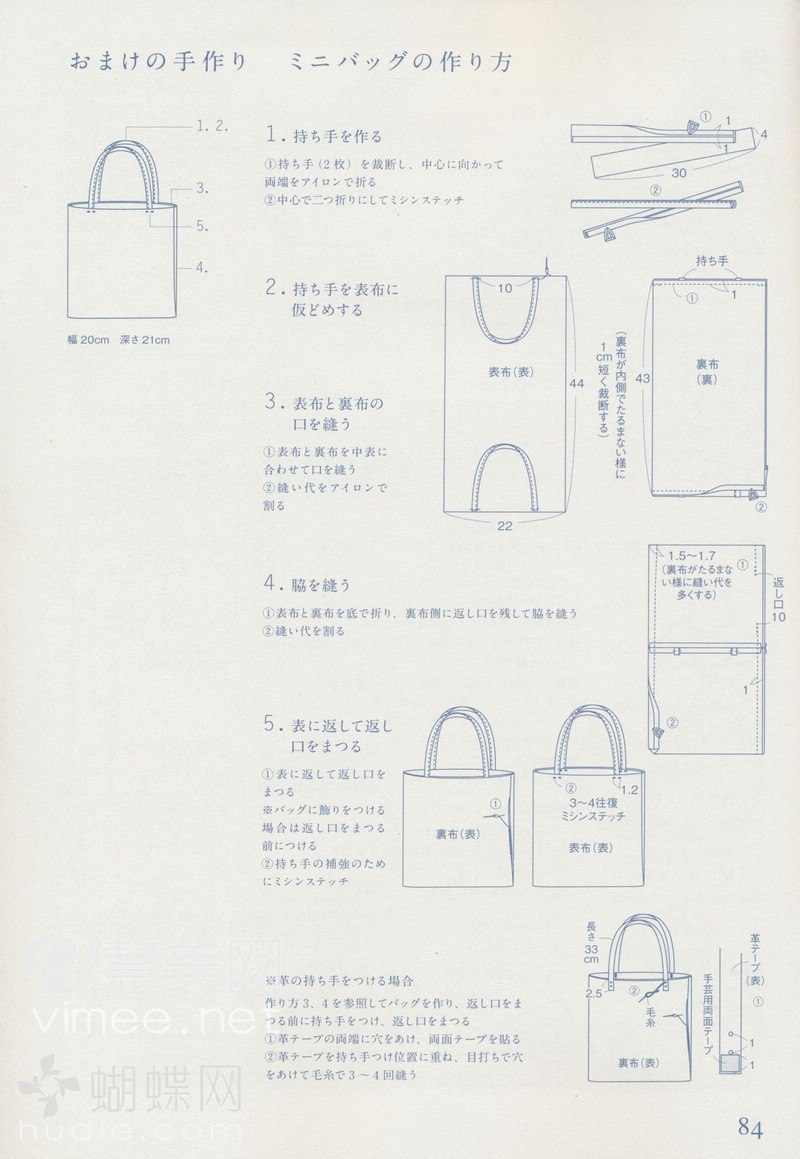 おまけの手作り　ミニバッグの作り方
1. 2.
3.
5.
4.
幅20cm　深さ21cm
1. 持ち手を作る
①持ち手（2枚）を裁断し、中心に向かって
両端をアイロンで折る
②中心で二つ折りにしてミシンステッチ
①
1
1
4
30
②
2. 持ち手を表布に
仮どめする
10
表布（表）
44
22
（裏布が内側でたるまない様に
1cm短く裁断する）
持ち手
①
1
43
裏布
（裏）
②
3. 表布と裏布の
口を縫う
①表布と裏布を中表に
合わせて口を縫う
②縫い代をアイロンで
割る
4. 脇を縫う
①表布と裏布を底で折り、裏布側に返し口を残して脇を縫う
②縫い代を割る
1.5〜1.7
（裏布がたるまな
い様に縫い代を
多くする）
①
返し口
10
1
②
5. 表に返して返し
口をまつる
①表に返して返し口を
まつる
※バッグに飾りをつける
場合は返し口をまつる
前につける
②持ち手の補強のため
にミシンステッチ
①
裏布（表）
②
1.2
3〜4往復
ミシンステッチ
表布（表）
※革の持ち手をつける場合
作り方3、4を参照してバッグを作り、返し口をま
つる前に持ち手をつけ、返し口をまつる
①革テープの両端に穴をあけ、両面テープを貼る
②革テープを持ち手つけ位置に重ね、目打ちで穴
をあけて毛糸で3〜4回縫う
長さ
33
cm
2.5
②
毛糸
裏布（表）
手芸用両面テープ
革テープ（表）
①
1
1
vimee.net
蝴蝶网
hudie.com
84